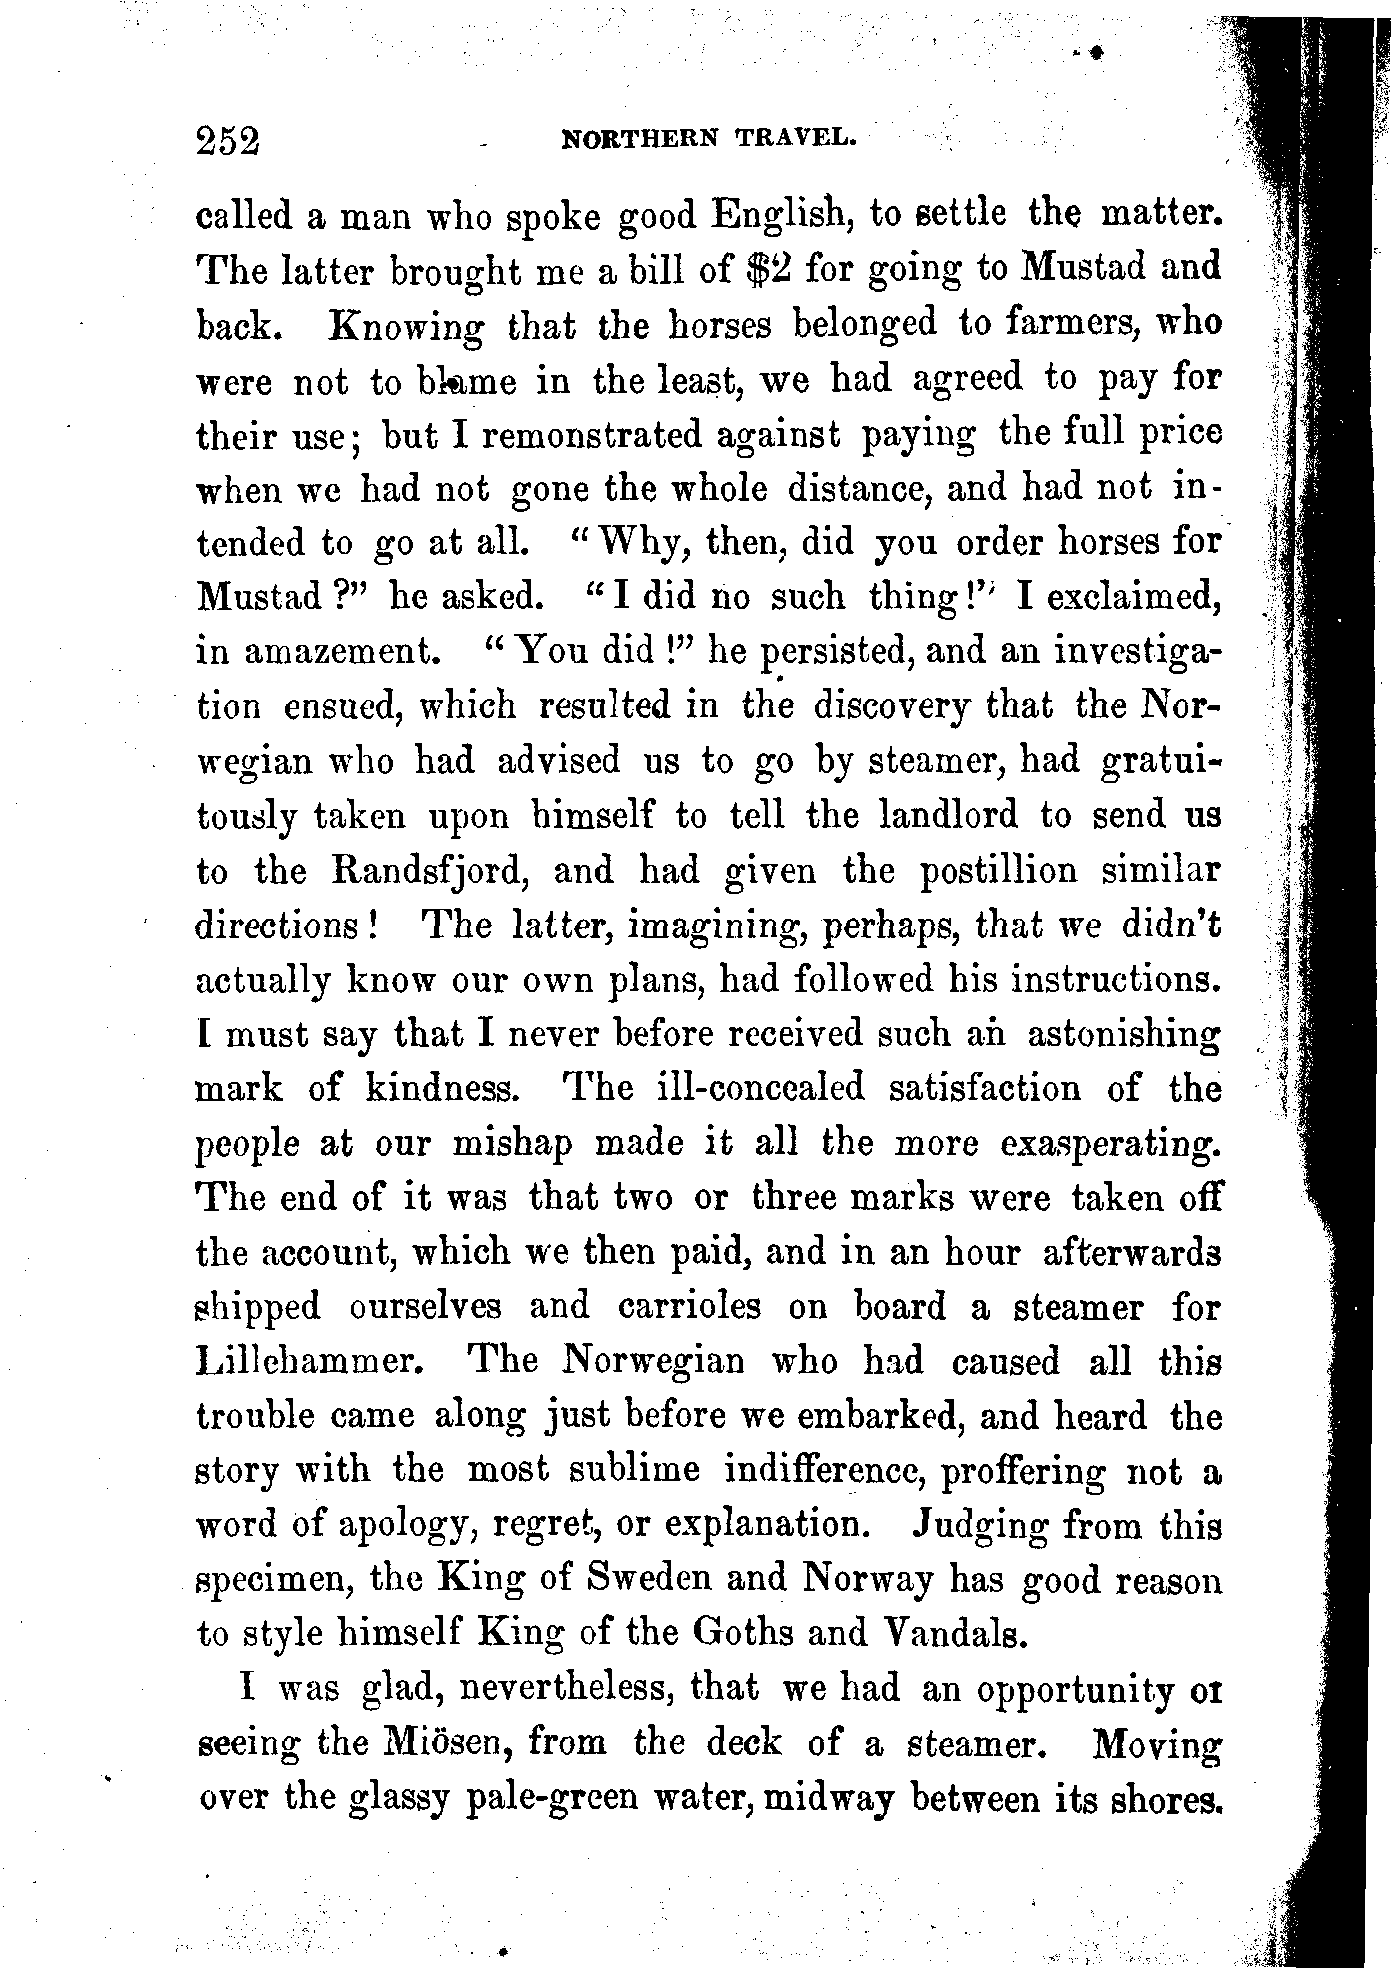 252 NORTHERN TRAVEL.
called a man who spoke good English, to settle the matter.
The latter brought me a bill of $2 for going to Mustad and
back. Knowing that the horses belonged to farmers, who
were not to blame in the least, we had agreed to pay for
their use; but I remonstrated against paying the full price
when we had not gone the whole distance, and had not in-
tended to go at all. “Why, then, did you order horses for
Mustad?” he asked. “I did no such thing!” I exclaimed,
in amazement. “You did!” he persisted, and an investiga-
tion ensued, which resulted in the discovery that the Nor-
wegian who had advised us to go by steamer, had gratui-
tously taken upon himself to tell the landlord to send us
to the Randsfjord, and had given the postillion similar
directions! The latter, imagining, perhaps, that we didn't
actually know our own plans, had followed his instructions.
I must say that I never before received such an astonishing
mark of kindness. The ill-concealed satisfaction of the
people at our mishap made it all the more exasperating.
The end of it was that two or three marks were taken off
the account, which we then paid, and in an hour afterwards
shipped ourselves and carrioles on board a steamer for
Lillehammer. The Norwegian who had caused all this
trouble came along just before we embarked, and heard the
story with the most sublime indifference, proffering not a
word of apology, regret, or explanation. Judging from this
specimen, the King of Sweden and Norway has good reason
to style himself King of the Goths and Vandals.
I was glad, nevertheless, that we had an opportunity of
seeing the Miösen, from the deck of a steamer. Moving
over the glassy pale-green water, midway between its shores.